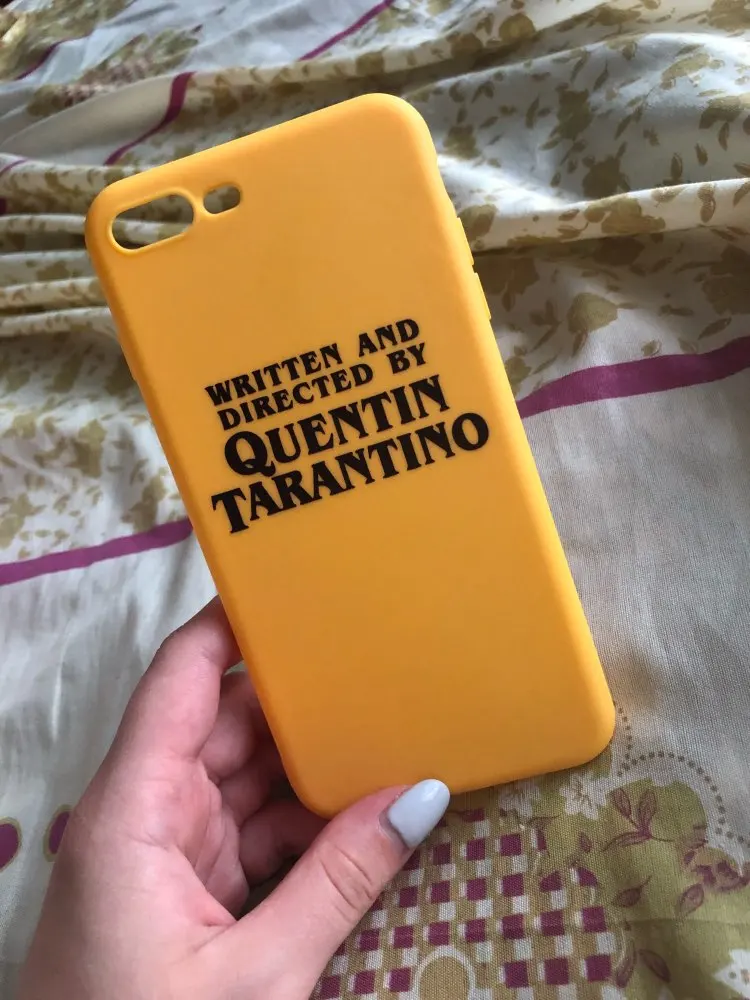 WRITTEN AND
DIRECTED BY
QUENTIN
TARANTINO